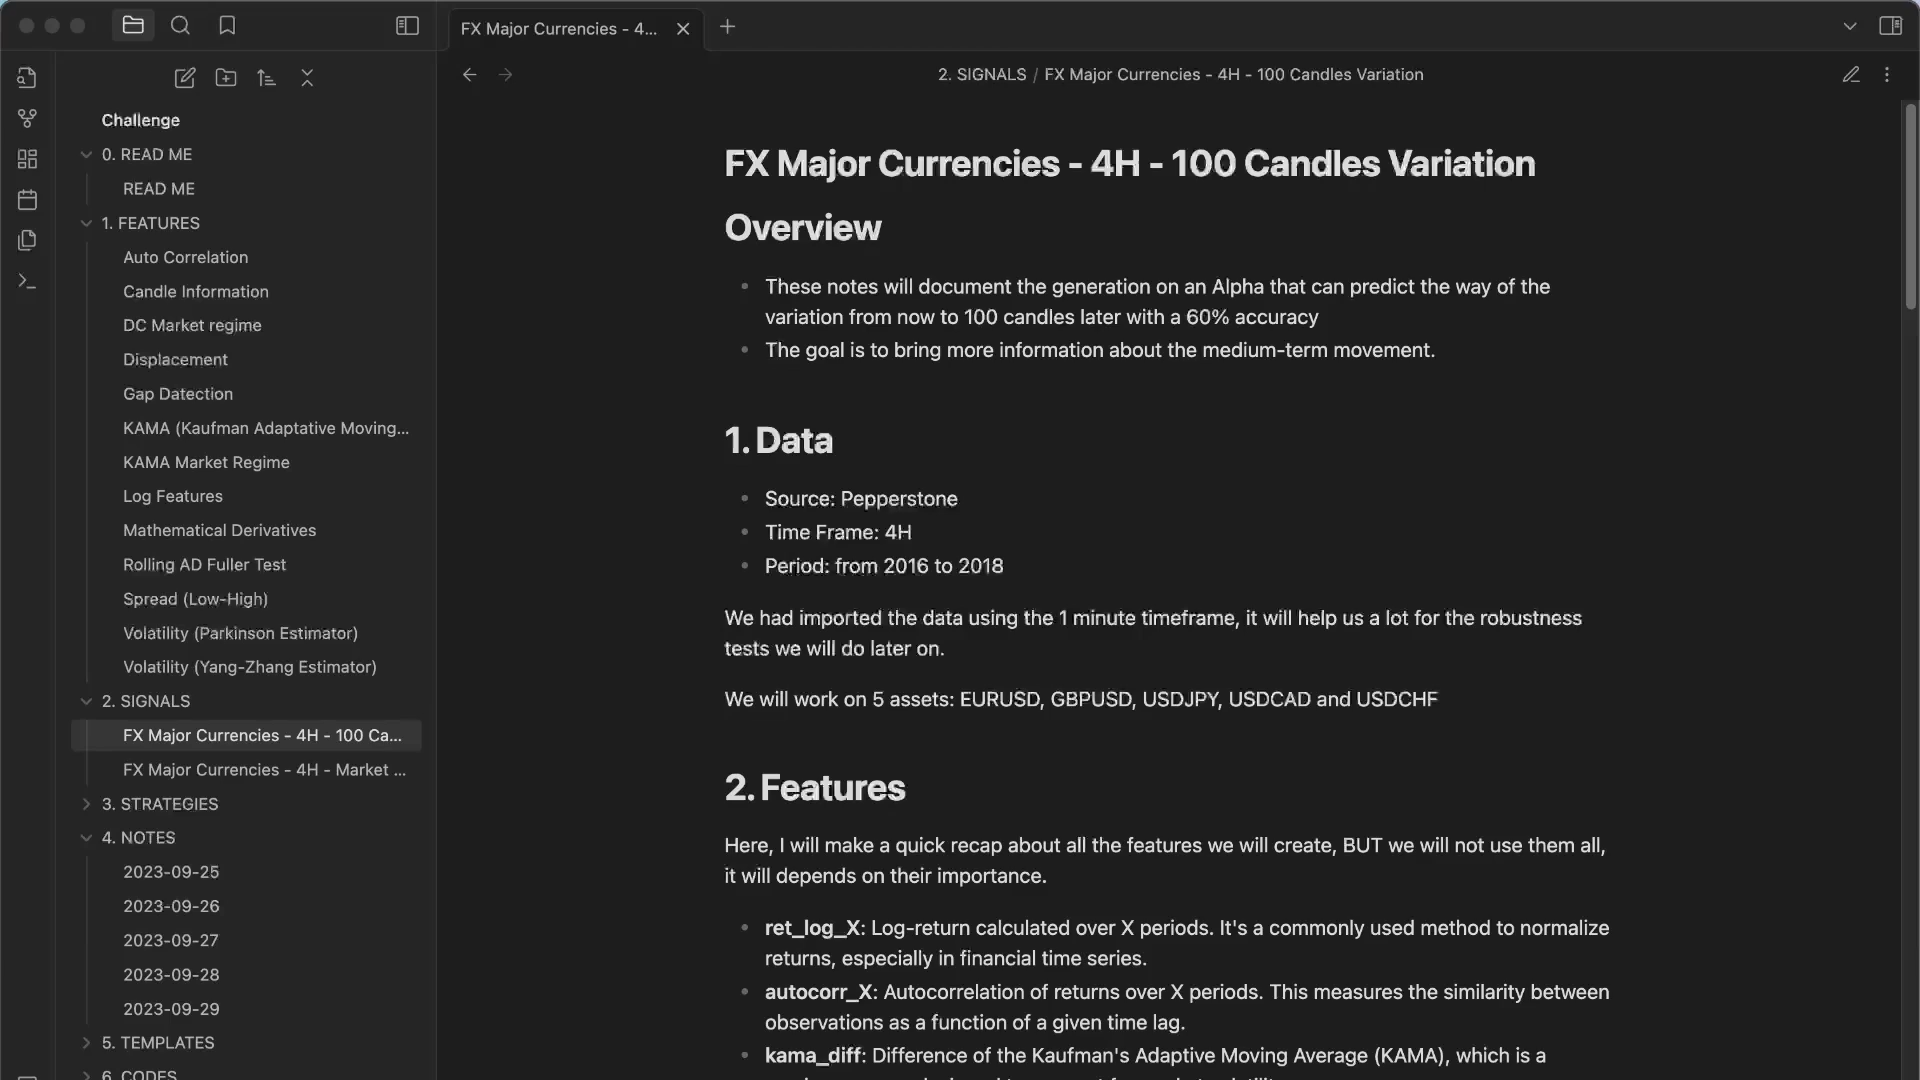 FX Major Currencies - 4...
2. SIGNALS / FX Major Currencies - 4H - 100 Candles Variation
Challenge
0. READ ME
READ ME
1. FEATURES
Auto Correlation
Candle Information
DC Market regime
Displacement
Gap Datection
KAMA (Kaufman Adaptative Moving...
KAMA Market Regime
Log Features
Mathematical Derivatives
Rolling AD Fuller Test
Spread (Low-High)
Volatility (Parkinson Estimator)
Volatility (Yang-Zhang Estimator)
2. SIGNALS
FX Major Currencies - 4H - 100 Ca...
FX Major Currencies - 4H - Market ...
3. STRATEGIES
4. NOTES
2023-09-25
2023-09-26
2023-09-27
2023-09-28
2023-09-29
5. TEMPLATES
6. CODES
FX Major Currencies - 4H - 100 Candles Variation
Overview
These notes will document the generation on an Alpha that can predict the way of the
variation from now to 100 candles later with a 60% accuracy
The goal is to bring more information about the medium-term movement.
1. Data
Source: Pepperstone
Time Frame: 4H
Period: from 2016 to 2018
We had imported the data using the 1 minute timeframe, it will help us a lot for the robustness
tests we will do later on.
We will work on 5 assets: EURUSD, GBPUSD, USDJPY, USDCAD and USDCHF
2. Features
Here, I will make a quick recap about all the features we will create, BUT we will not use them all,
it will depends on their importance.
ret_log_X: Log-return calculated over X periods. It's a commonly used method to normalize
returns, especially in financial time series.
autocorr_X: Autocorrelation of returns over X periods. This measures the similarity between
observations as a function of a given time lag.
kama_diff: Difference of the Kaufman's Adaptive Moving Average (KAMA), which is a